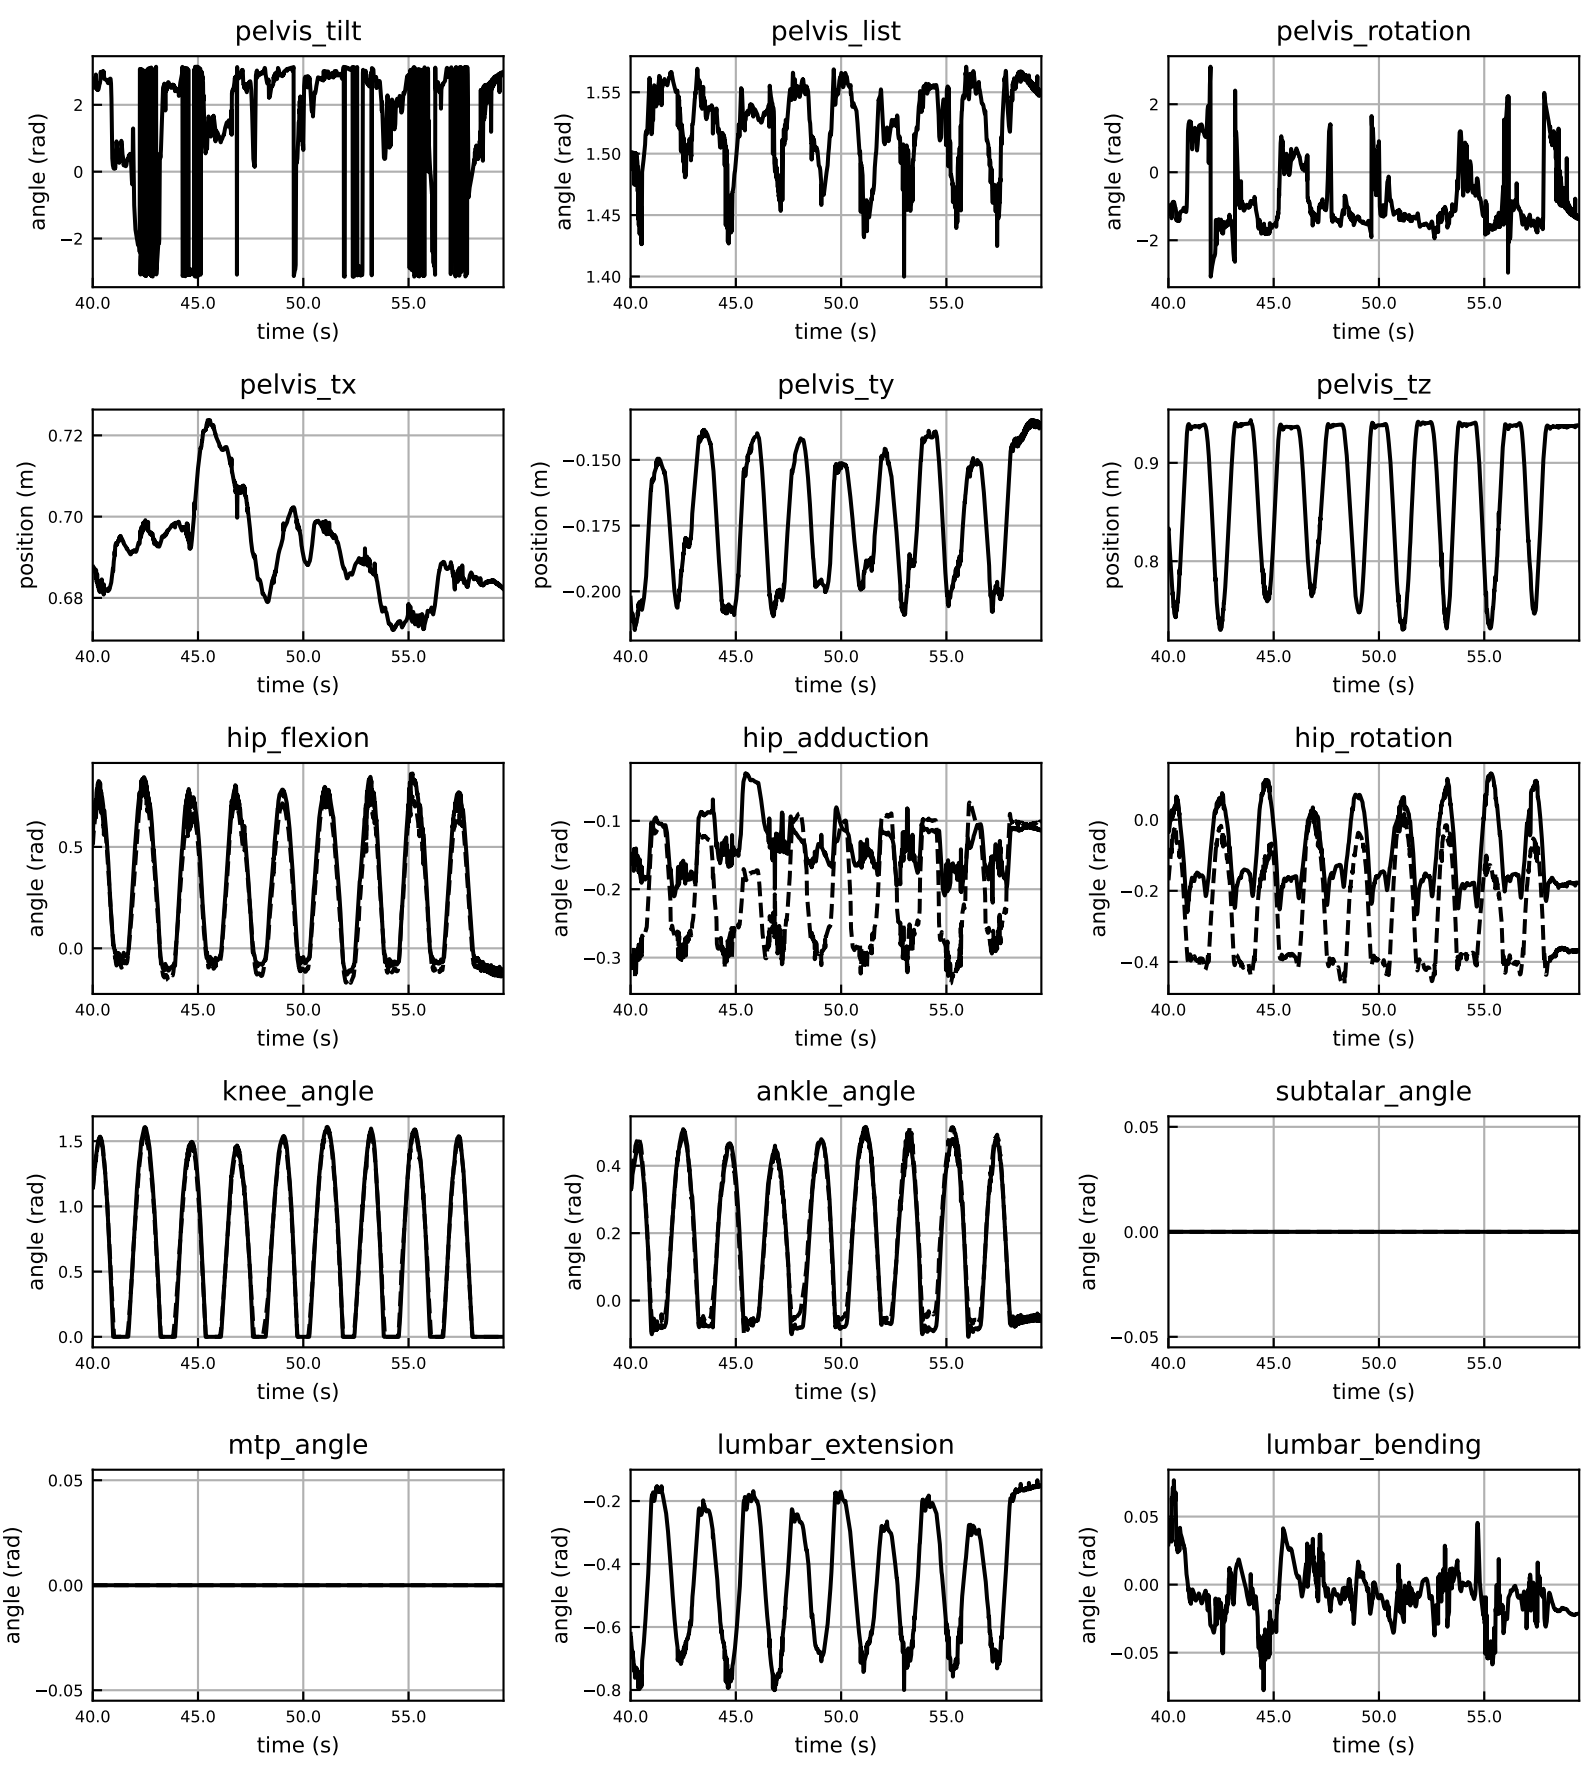 pelvis_tilt
angle (rad)
2
0
−2
40.0 45.0 50.0 55.0
time (s)
pelvis_list
angle (rad)
1.55
1.50
1.45
1.40
40.0 45.0 50.0 55.0
time (s)
pelvis_rotation
angle (rad)
2
0
−2
40.0 45.0 50.0 55.0
time (s)
pelvis_tx
position (m)
0.72
0.70
0.68
40.0 45.0 50.0 55.0
time (s)
pelvis_ty
position (m)
−0.150
−0.175
−0.200
40.0 45.0 50.0 55.0
time (s)
pelvis_tz
position (m)
0.9
0.8
40.0 45.0 50.0 55.0
time (s)
hip_flexion
angle (rad)
0.5
0.0
40.0 45.0 50.0 55.0
time (s)
hip_adduction
angle (rad)
−0.1
−0.2
−0.3
40.0 45.0 50.0 55.0
time (s)
hip_rotation
angle (rad)
0.0
−0.2
−0.4
40.0 45.0 50.0 55.0
time (s)
knee_angle
angle (rad)
1.5
1.0
0.5
0.0
40.0 45.0 50.0 55.0
time (s)
ankle_angle
angle (rad)
0.4
0.2
0.0
40.0 45.0 50.0 55.0
time (s)
subtalar_angle
angle (rad)
0.05
0.00
−0.05
40.0 45.0 50.0 55.0
time (s)
mtp_angle
angle (rad)
0.05
0.00
−0.05
40.0 45.0 50.0 55.0
time (s)
lumbar_extension
angle (rad)
−0.2
−0.4
−0.6
−0.8
40.0 45.0 50.0 55.0
time (s)
lumbar_bending
angle (rad)
0.05
0.00
−0.05
40.0 45.0 50.0 55.0
time (s)